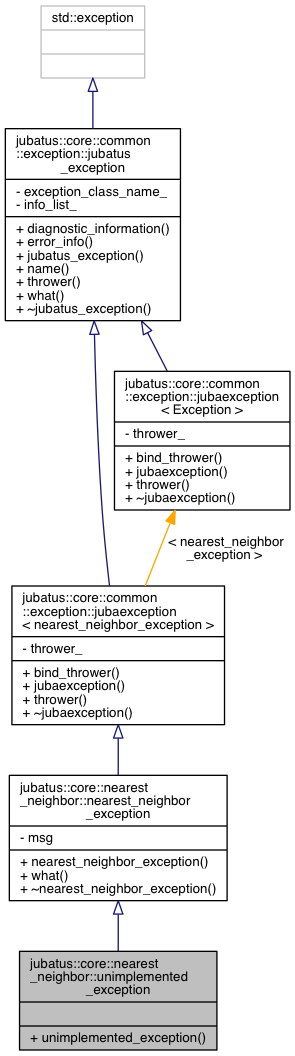 std::exception
jubatus::core::common
::exception::jubatus
_exception
- exception_class_name_
- info_list_
+ diagnostic_information()
+ error_info()
+ jubatus_exception()
+ name()
+ thrower()
+ what()
+ ~jubatus_exception()
jubatus::core::common
::exception::jubaexception
< Exception >
- thrower_
+ bind_thrower()
+ jubaexception()
+ thrower()
+ ~jubaexception()
< nearest_neighbor
_exception >
jubatus::core::common
::exception::jubaexception
< nearest_neighbor_exception >
- thrower_
+ bind_thrower()
+ jubaexception()
+ thrower()
+ ~jubaexception()
jubatus::core::nearest
_neighbor::nearest_neighbor
_exception
- msg
+ nearest_neighbor_exception()
+ what()
+ ~nearest_neighbor_exception()
jubatus::core::nearest
_neighbor::unimplemented
_exception
+ unimplemented_exception()